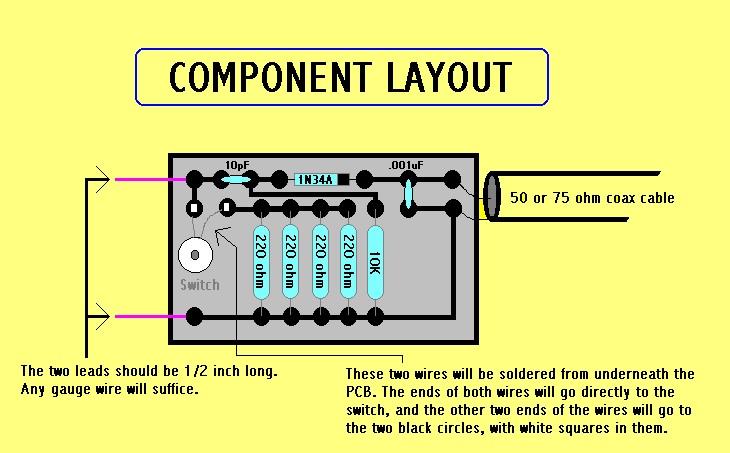 COMPONENT LAYOUT
10pF
.001uF
1N34A
50 or 75 ohm coax cable
220 ohm
220 ohm
220 ohm
220 ohm
10K
Switch
The two leads should be 1/2 inch long.
Any gauge wire will suffice.
These two wires will be soldered from underneath the
PCB. The ends of both wires will go directly to the
switch, and the other two ends of the wires will go to
the two black circles, with white squares in them.